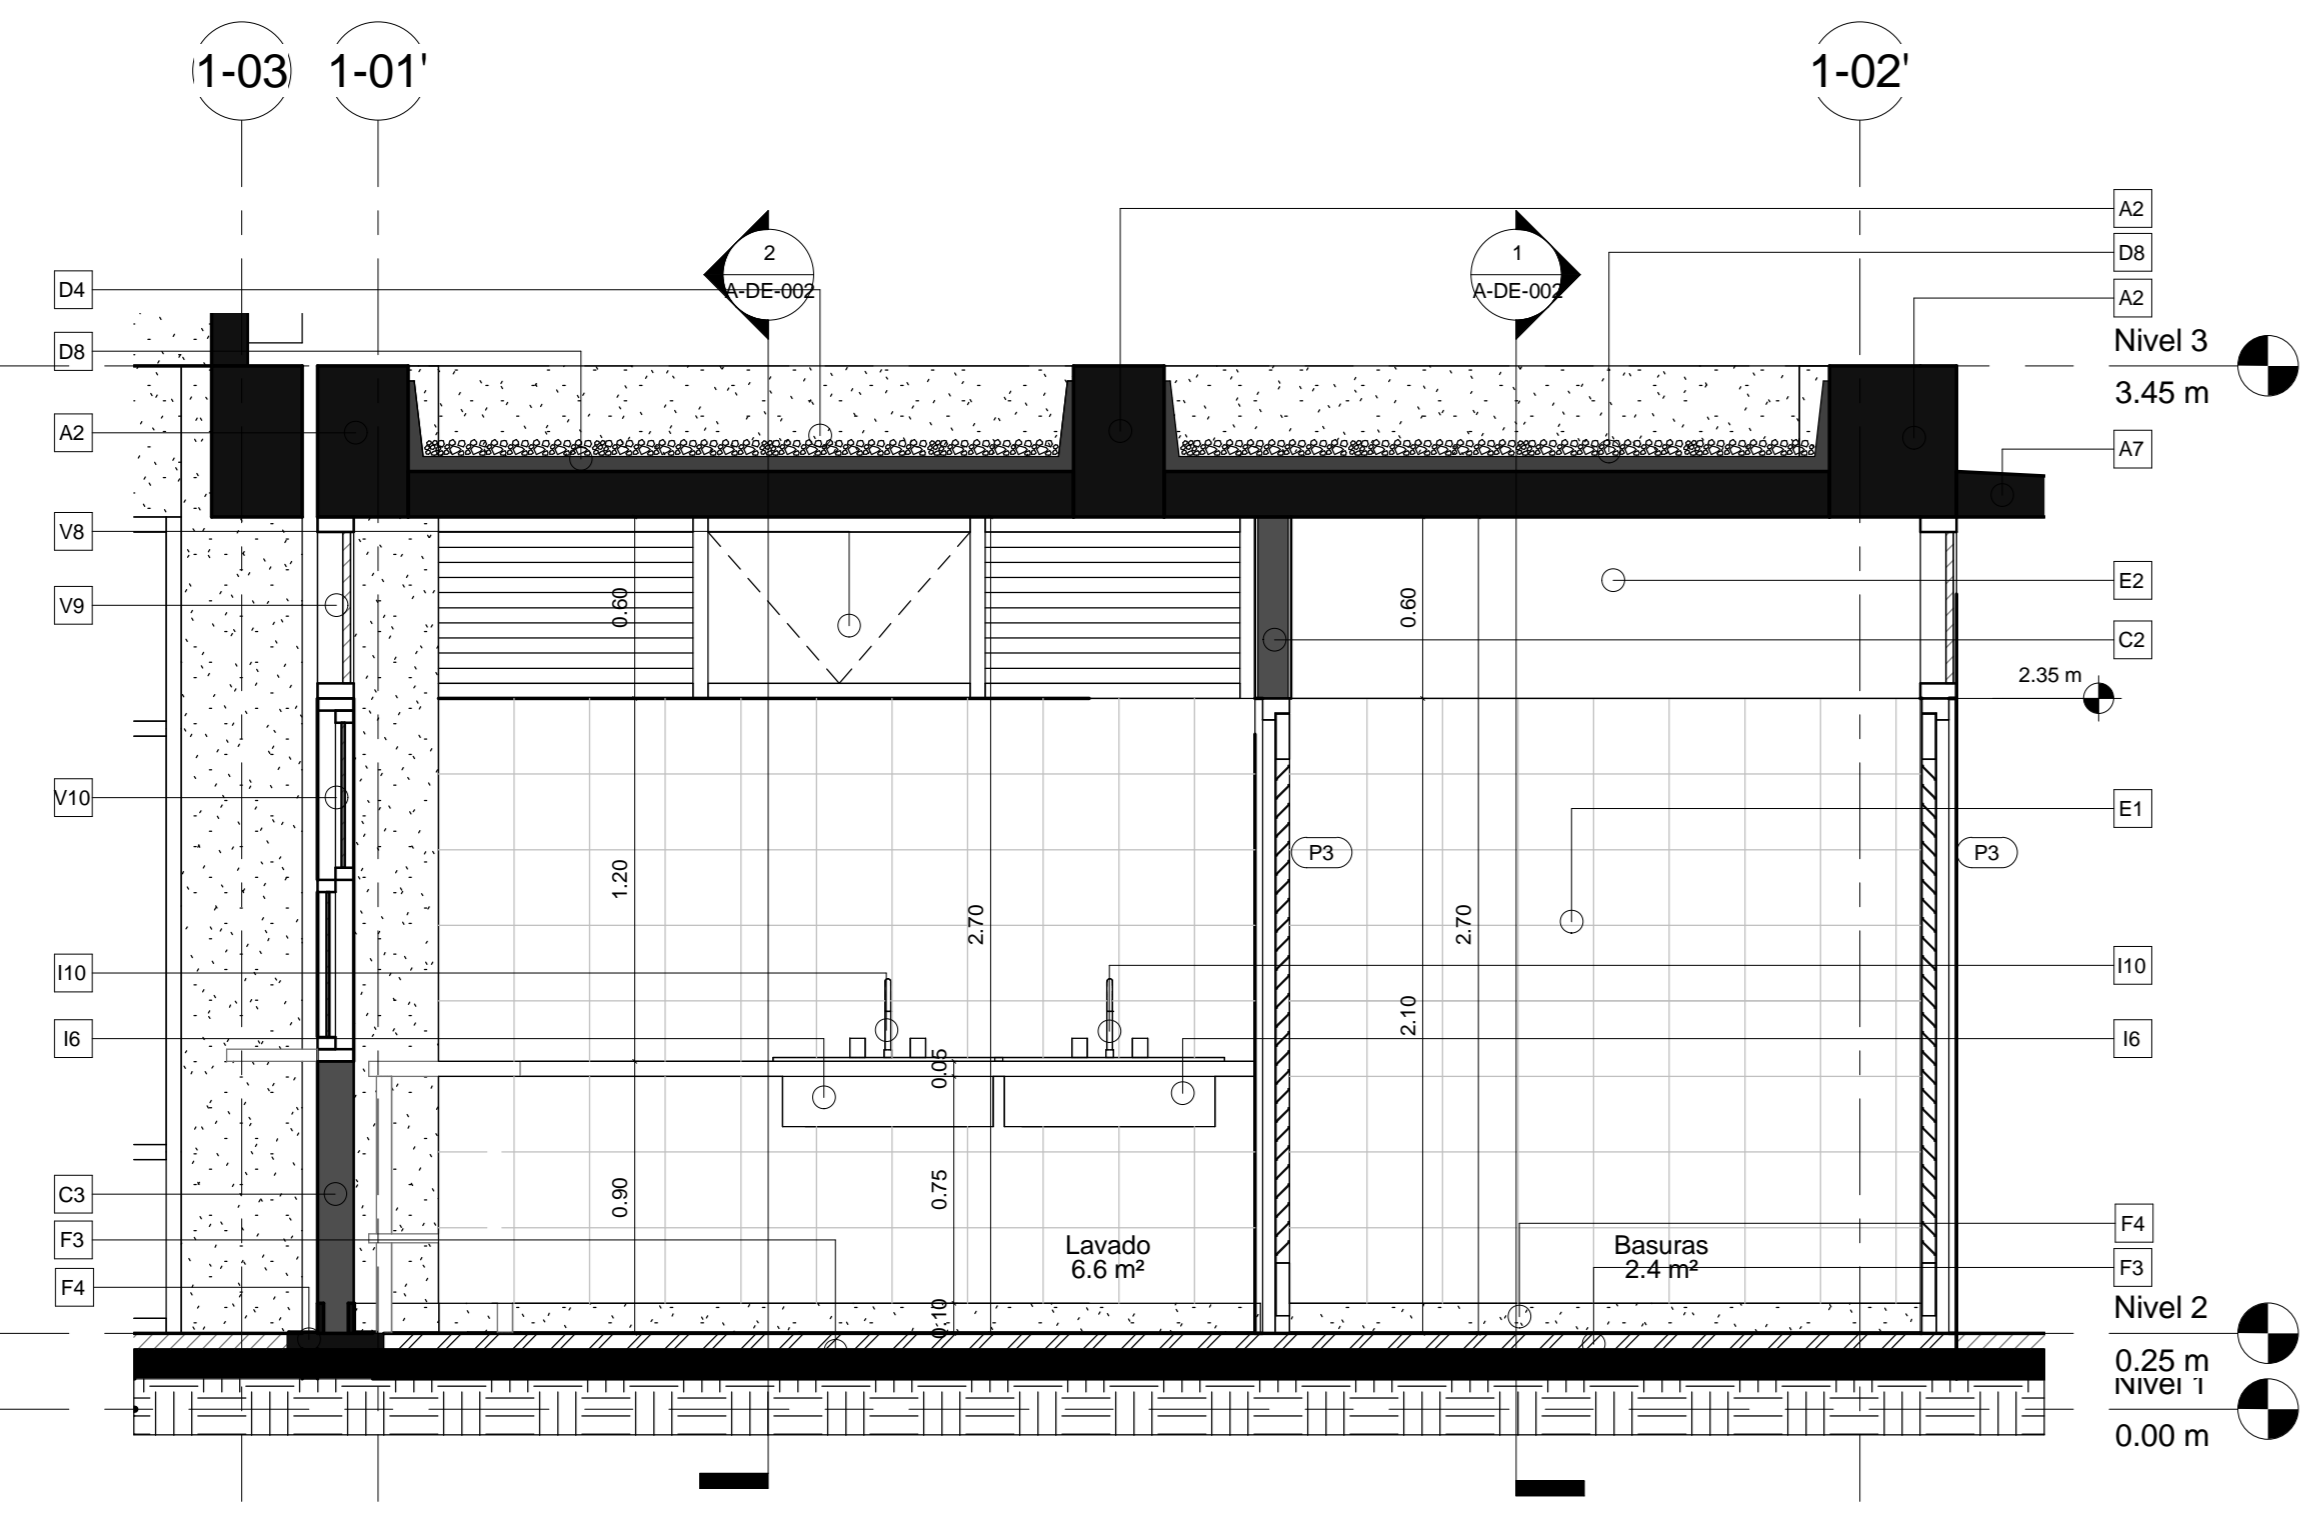 1-03
1-01'
1-02'
A2
2
A-DE-002
1
A-DE-002
D8
D4
A2
Nivel 3
3.45 m
D8
A2
A7
V8
V9
0.60
0.60
E2
C2
2.35 m
V10
E1
P3
P3
1.20
2.70
2.70
I10
I10
2.10
I6
I6
0.05
C3
0.90
0.75
F4
F3
Lavado
6.6 m²
Basuras
2.4 m²
F3
F4
0.10
Nivel 2
0.25 m
Nivel 1
0.00 m